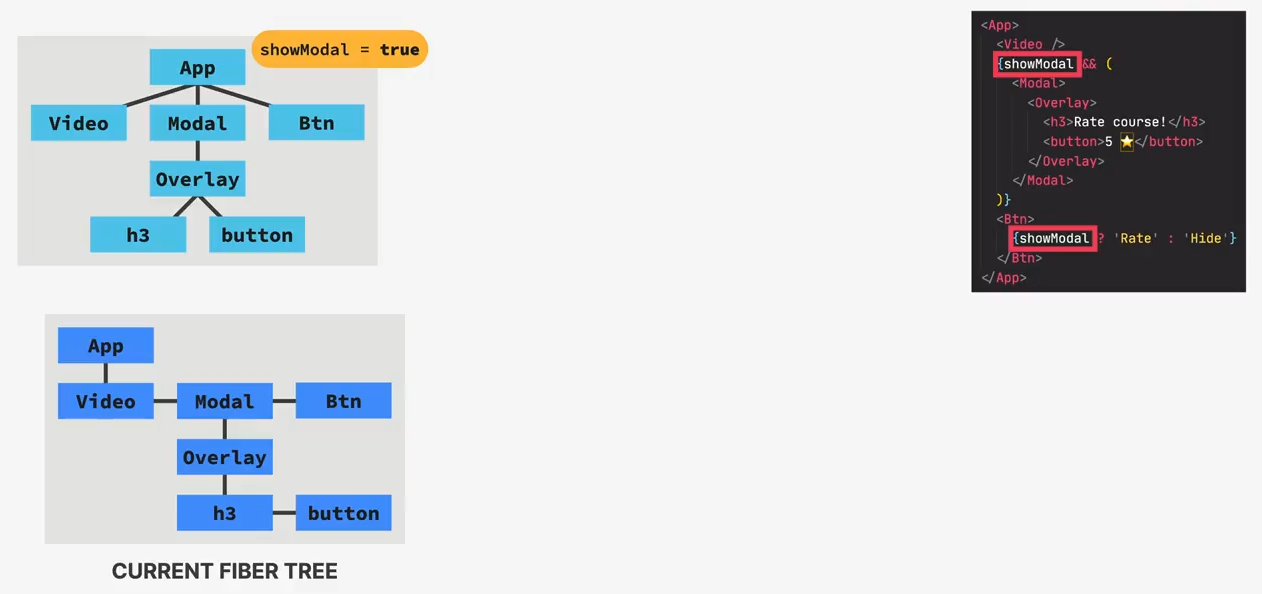 showModal = true
App
Video Modal Btn
Overlay
h3 button
App
Video Modal Btn
Overlay
h3 button
CURRENT FIBER TREE
<App>
<Video />
{showModal && (
<Modal>
<Overlay>
<h3>Rate course!</h3>
<button>5 ⭐</button>
</Overlay>
</Modal>
)}
<Btn>
{showModal ? 'Rate' : 'Hide'}
</Btn>
</App>